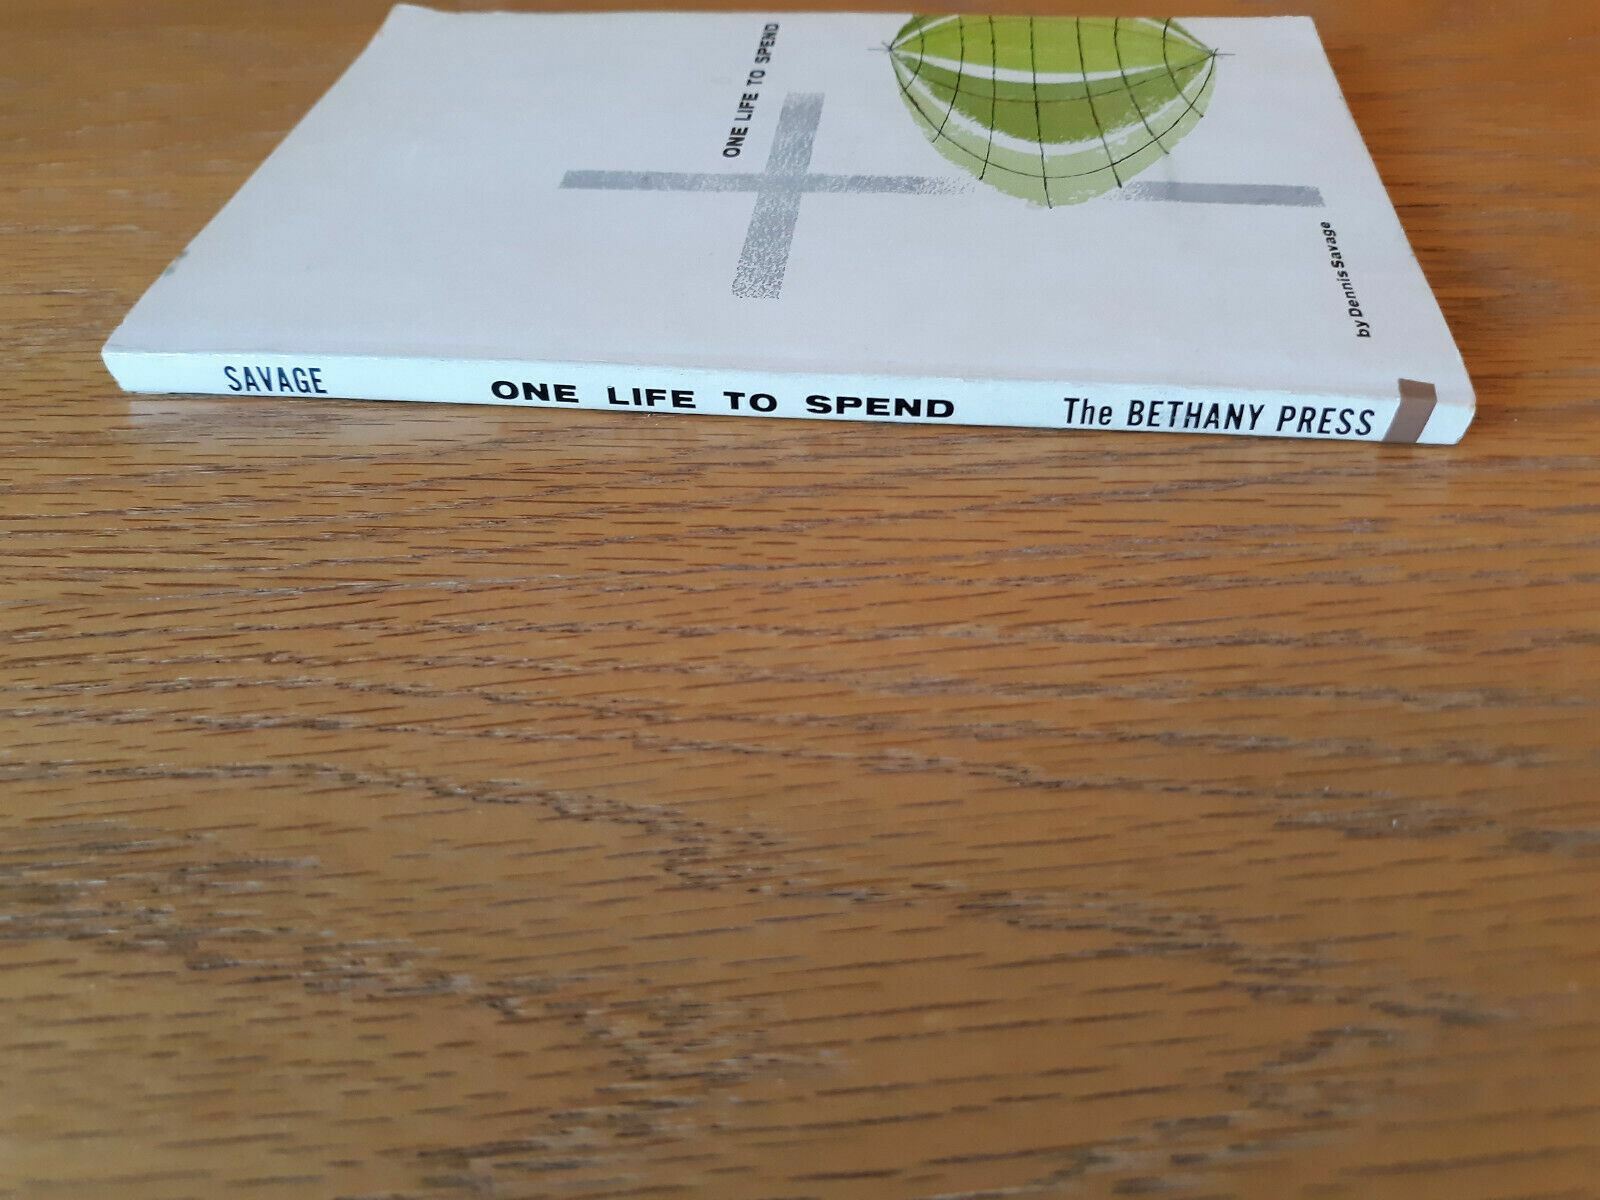 ONE LIFE TO SPEND
by Dennis Savage
SAVAGE ONE LIFE TO SPEND The BETHANY PRESS